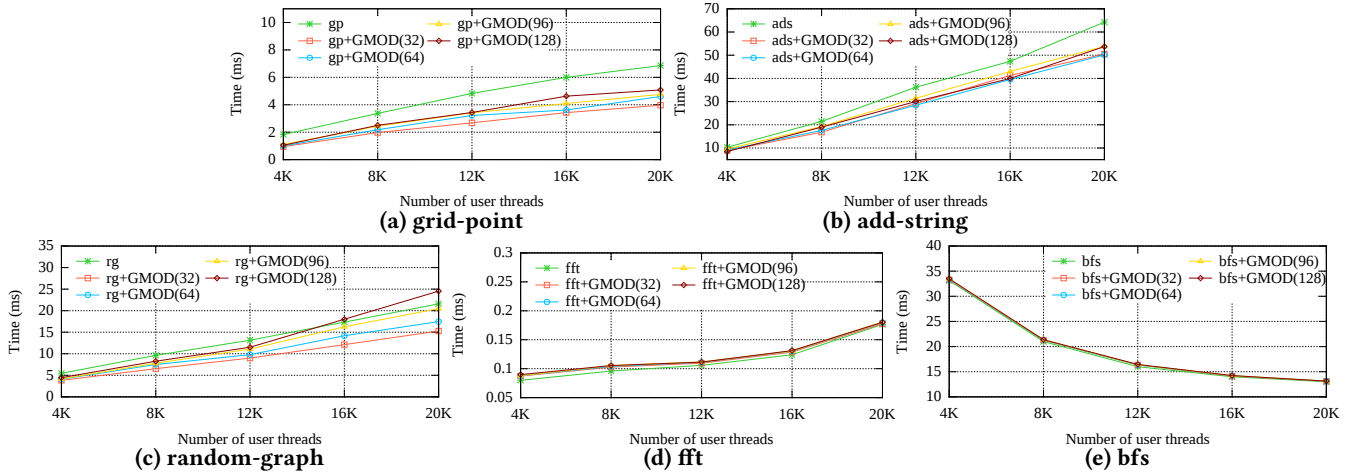 11
10
8
6
4
2
0
4K 8K 12K 16K 20K
Time (ms)
Number of user threads
gp
gp+GMOD(32)
gp+GMOD(64)
gp+GMOD(96)
gp+GMOD(128)
(a) grid-point
70
60
50
40
30
20
10
4K 8K 12K 16K 20K
Time (ms)
Number of user threads
ads
ads+GMOD(32)
ads+GMOD(64)
ads+GMOD(96)
ads+GMOD(128)
(b) add-string
35
30
25
20
15
10
5
0
4K 8K 12K 16K 20K
Time (ms)
Number of user threads
rg
rg+GMOD(32)
rg+GMOD(64)
rg+GMOD(96)
rg+GMOD(128)
(c) random-graph
0.3
0.25
0.2
0.15
0.1
0.05
4K 8K 12K 16K 20K
Time (ms)
Number of user threads
fft
fft+GMOD(32)
fft+GMOD(64)
fft+GMOD(96)
fft+GMOD(128)
(d) fft
40
35
30
25
20
15
10
4K 8K 12K 16K 20K
Time (ms)
Number of user threads
bfs
bfs+GMOD(32)
bfs+GMOD(64)
bfs+GMOD(96)
bfs+GMOD(128)
(e) bfs